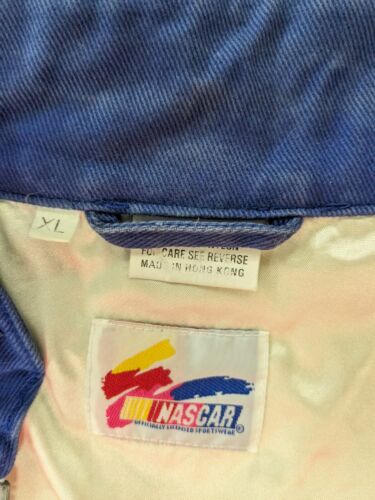 XL
FOR CARE SEE REVERSE
MADE IN HONG KONG
NASCAR®
OFFICIALLY LICENSED SPORTSWEAR